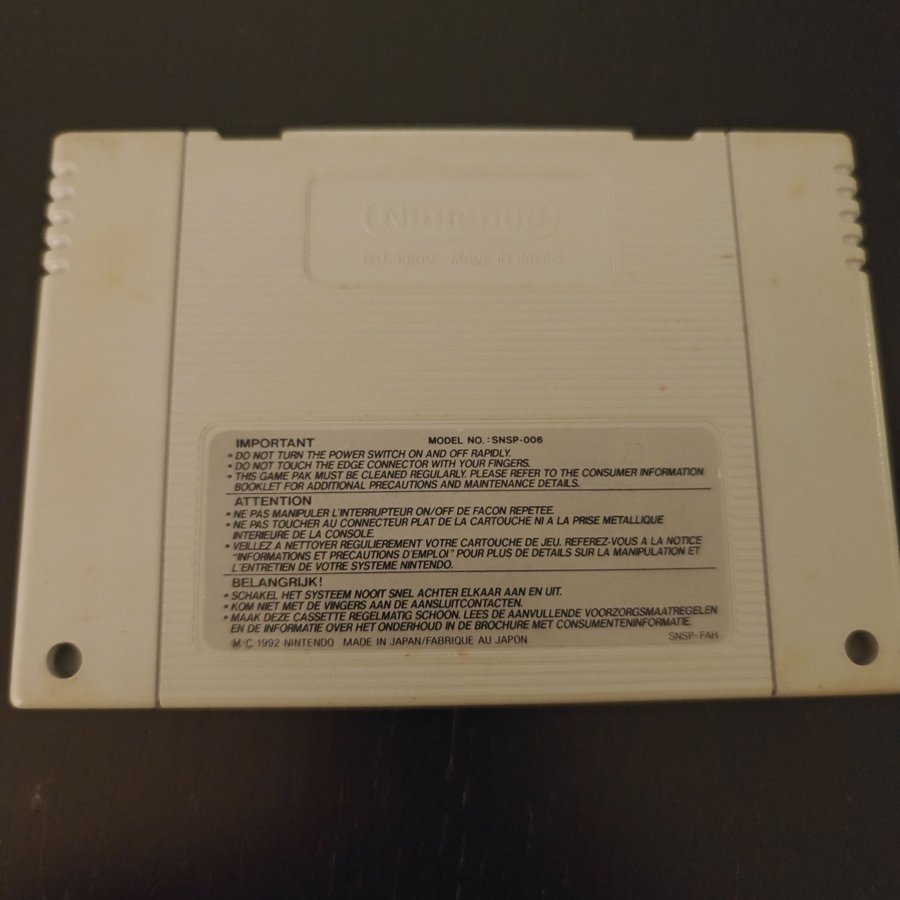 Nintendo
PAT. PEND. MADE IN JAPAN
IMPORTANT MODEL NO.: SNSP-006
• DO NOT TURN THE POWER SWITCH ON AND OFF RAPIDLY.
• DO NOT TOUCH THE EDGE CONNECTOR WITH YOUR FINGERS.
• THIS GAME PAK MUST BE CLEANED REGULARLY. PLEASE REFER TO THE CONSUMER INFORMATION
BOOKLET FOR ADDITIONAL PRECAUTIONS AND MAINTENANCE DETAILS.
ATTENTION
• NE PAS MANIPULER L'INTERRUPTEUR ON/OFF DE FACON REPETEE.
• NE PAS TOUCHER AU CONNECTEUR PLAT DE LA CARTOUCHE NI A LA PRISE METALLIQUE
INTERIEURE DE LA CONSOLE.
• VEILLEZ A NETTOYER REGULIEREMENT VOTRE CARTOUCHE DE JEU. REFEREZ-VOUS A LA NOTICE
"INFORMATIONS ET PRECAUTIONS D'EMPLOI" POUR PLUS DE DETAILS SUR LA MANIPULATION ET
L'ENTRETIEN DE VOTRE SYSTEME NINTENDO.
BELANGRIJK!
• SCHAKEL HET SYSTEEM NOOIT SNEL ACHTER ELKAAR AAN EN UIT.
• KOM NIET MET DE VINGERS AAN DE AANSLUITCONTACTEN.
• MAAK DEZE CASSETTE REGELMATIG SCHOON. LEES DE AANVULLENDE VOORZORGSMAATREGELEN
EN DE INFORMATIE OVER HET ONDERHOUD IN DE BROCHURE MET CONSUMENTENINFORMATIE.
Ⓜ © 1992 NINTENDO MADE IN JAPAN/FABRIQUE AU JAPON SNSP-FAH